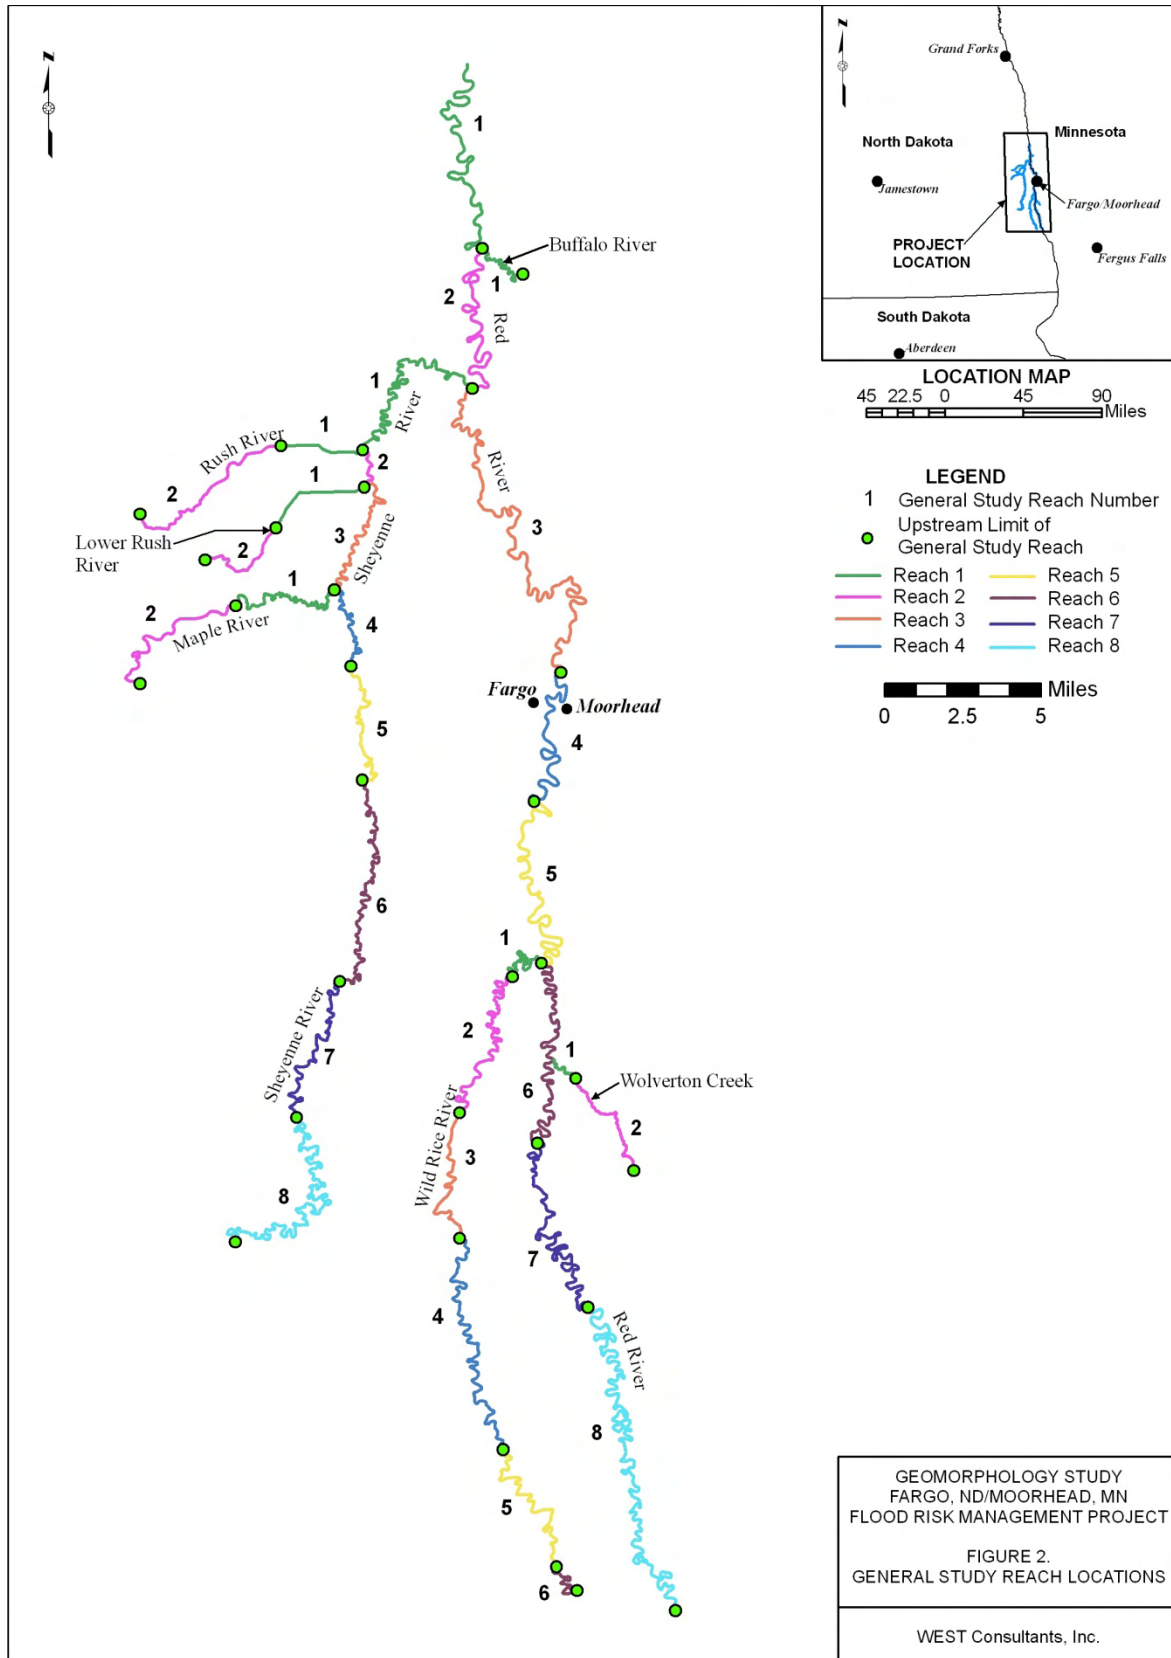 N
1
Buffalo River
1
2
Red
1
River
1
Rush River
2
2
1
River
Lower Rush
River
2
3
Sheyenne
3
1
2
Maple River
4
Fargo
Moorhead
4
5
5
6
1
2
1
Sheyenne River
7
6
Wolverton Creek
2
Wild Rice River
3
8
7
4
Red River
8
5
6
N
Grand Forks
North Dakota
Minnesota
Jamestown
Fargo/Moorhead
PROJECT
LOCATION
Fergus Falls
South Dakota
Aberdeen
LOCATION MAP
45 22.5 0 45 90
Miles
LEGEND
1 General Study Reach Number
Upstream Limit of
General Study Reach
Reach 1 Reach 5
Reach 2 Reach 6
Reach 3 Reach 7
Reach 4 Reach 8
Miles
0 2.5 5
GEOMORPHOLOGY STUDY
FARGO, ND/MOORHEAD, MN
FLOOD RISK MANAGEMENT PROJECT
FIGURE 2.
GENERAL STUDY REACH LOCATIONS
WEST Consultants, Inc.